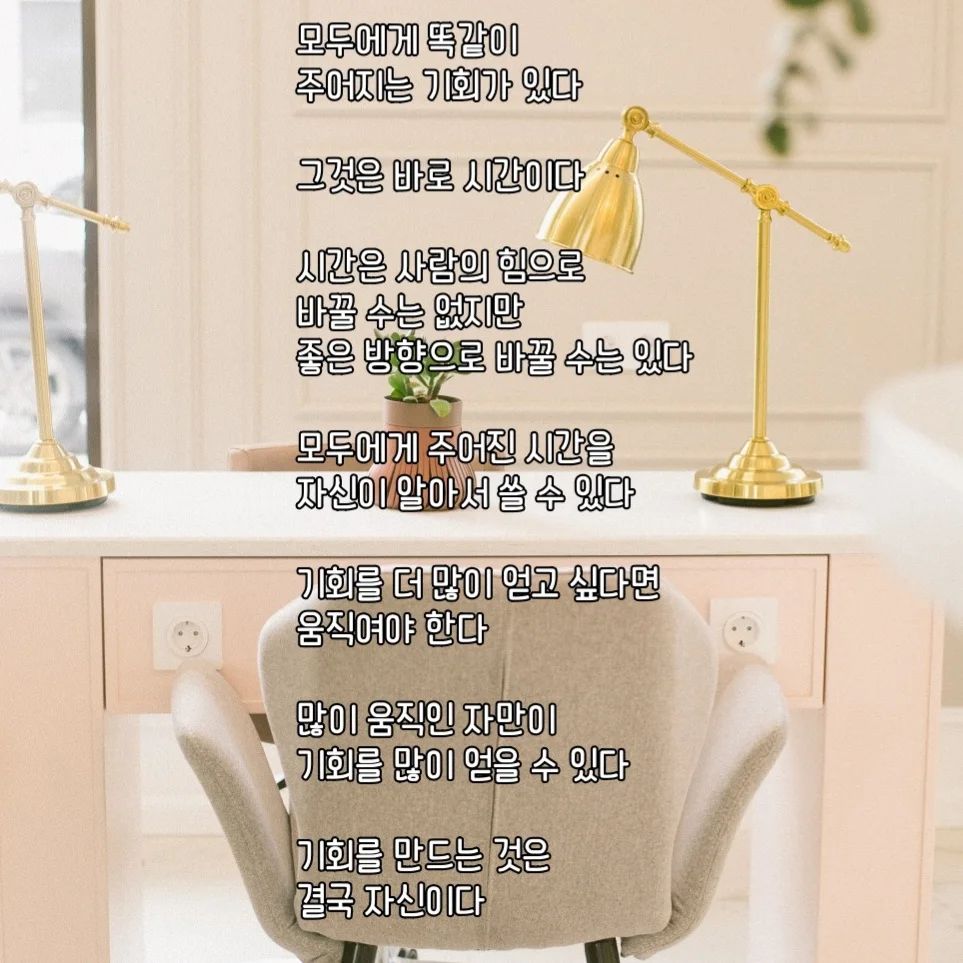 모두에게 똑같이
주어지는 기회가 있다
그것은 바로 시간이다
시간은 사람의 힘으로
바꿀 수는 없지만
좋은 방향으로 바꿀 수는 있다
모두에게 주어진 시간을
자신이 알아서 쓸 수 있다
기회를 더 많이 얻고 싶다면
움직여야 한다
많이 움직인 자만이
기회를 많이 얻을 수 있다
기회를 만드는 것은
결국 자신이다